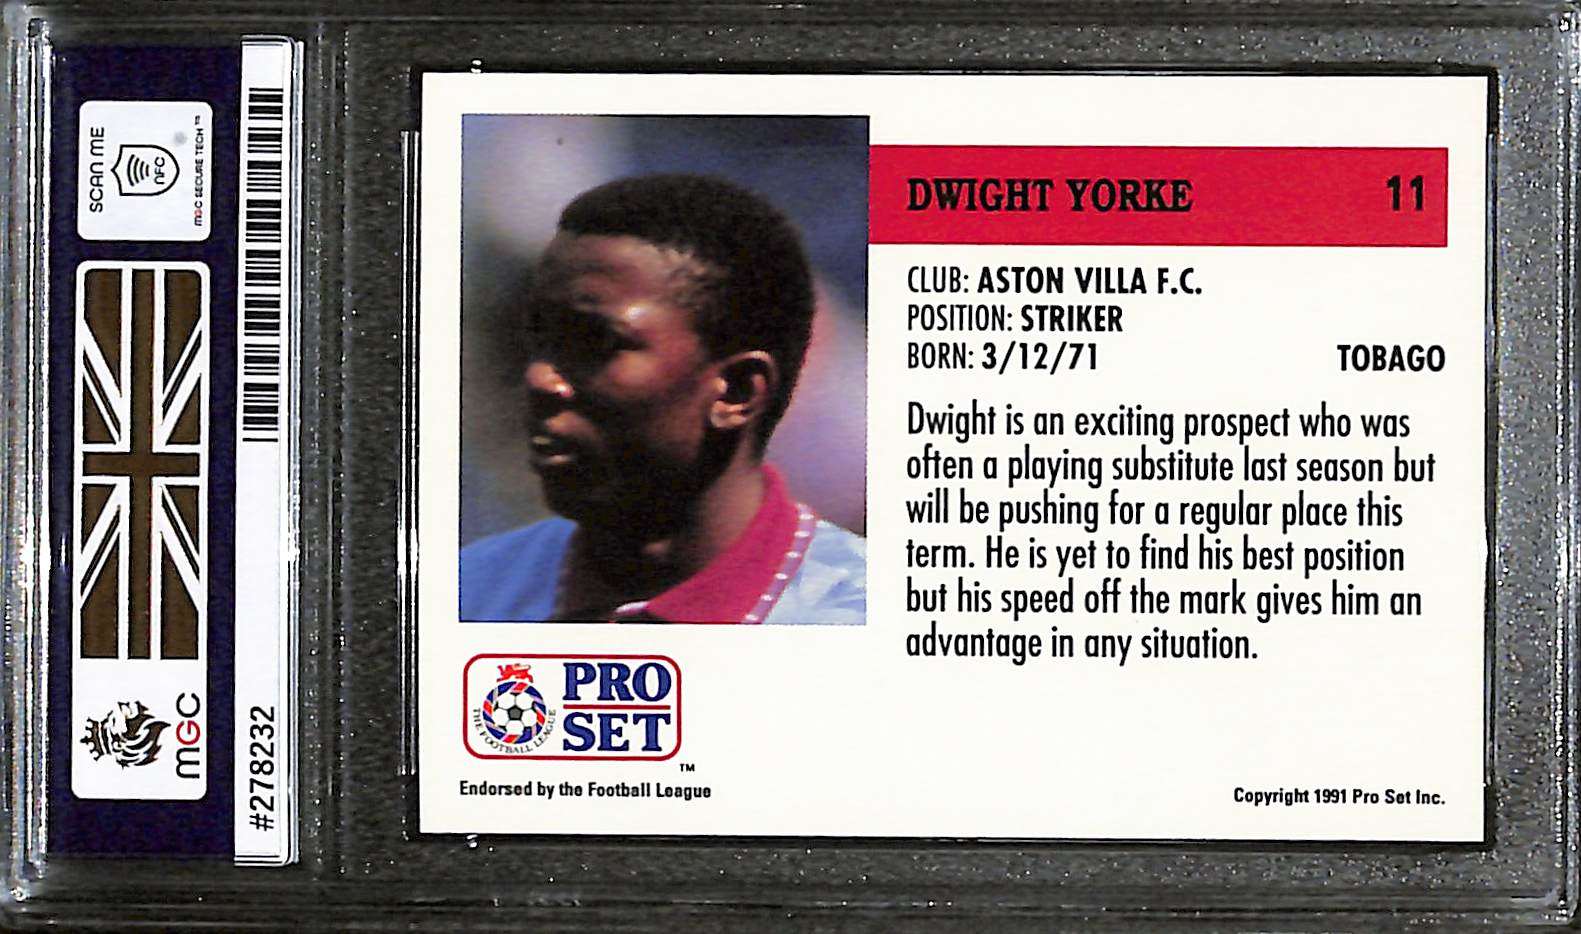 SCAN ME
NFC
MGC SECURE TECH™
MGC
#278232
DWIGHT YORKE 11
CLUB: ASTON VILLA F.C.
POSITION: STRIKER
BORN: 3/12/71 TOBAGO
Dwight is an exciting prospect who was
often a playing substitute last season but
will be pushing for a regular place this
term. He is yet to find his best position
but his speed off the mark gives him an
advantage in any situation.
THE FOOTBALL LEAGUE
PRO
SET
™
Endorsed by the Football League
Copyright 1991 Pro Set Inc.